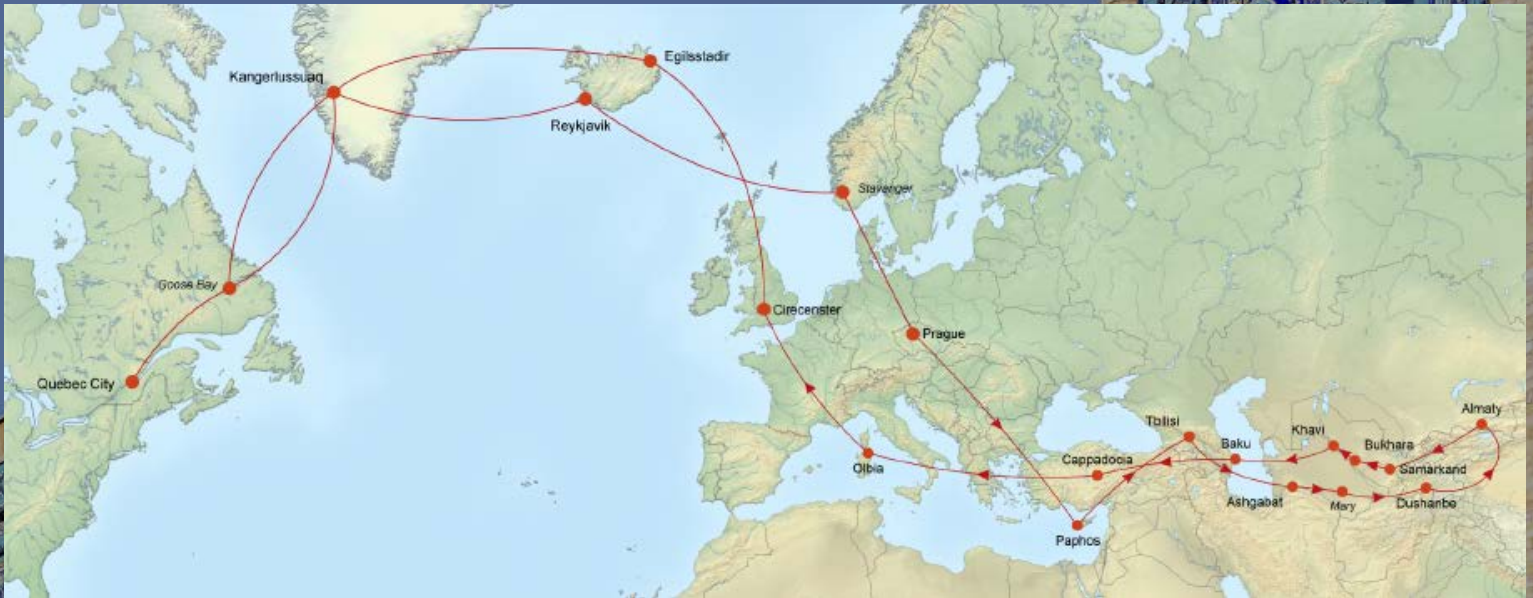 Egilsstadir
Kangerlussuaq
Reykjavik
Stavanger
Goose Bay
Cirecenster
Prague
Quebec City
Tbilisi
Almaty
Khavi
Baku
Bukhara
Cappadocia
Olbia
Samarkand
Ashgabat
Mary
Dushanbe
Paphos